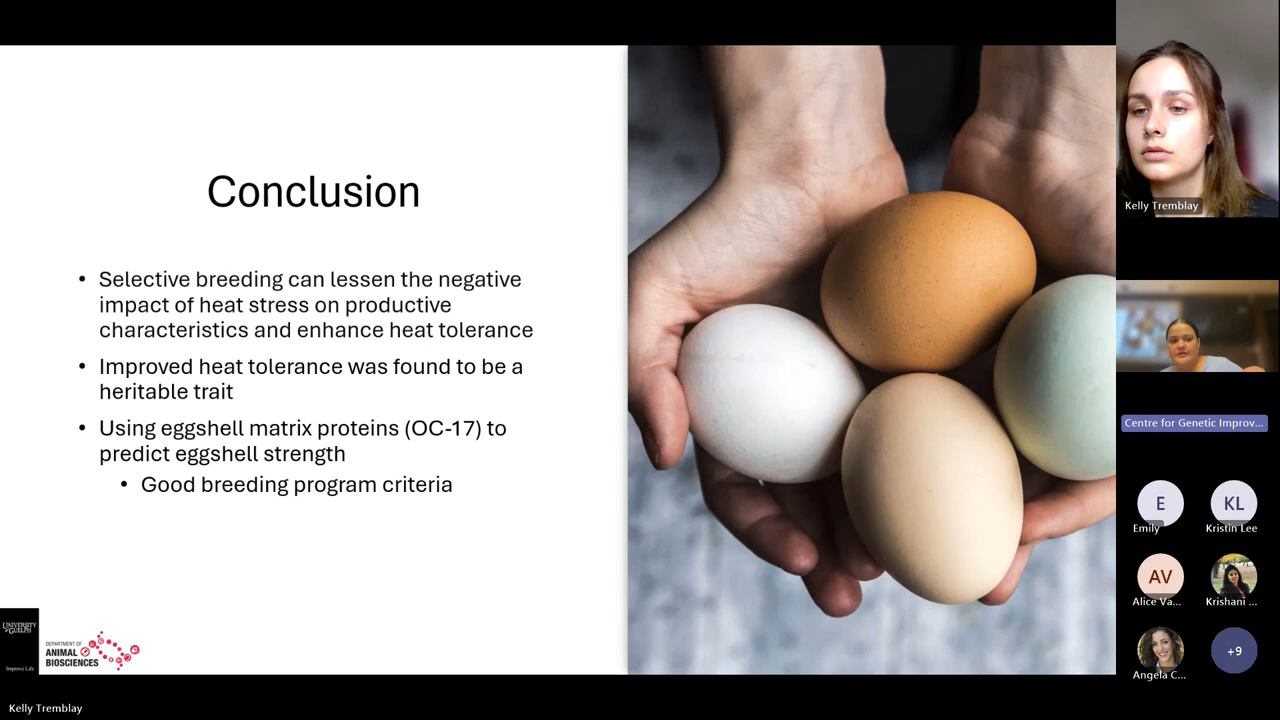 Conclusion
• Selective breeding can lessen the negative
impact of heat stress on productive
characteristics and enhance heat tolerance
• Improved heat tolerance was found to be a
heritable trait
• Using eggshell matrix proteins (OC-17) to
predict eggshell strength
• Good breeding program criteria
UNIVERSITY
of GUELPH
Improve Life
DEPARTMENT OF
ANIMAL
BIOSCIENCES
Kelly Tremblay
Kelly Tremblay
Centre for Genetic Improv...
E
KL
Emily
Kristin Lee
AV
Alice Va...
Krishani ...
Angela C...
+9